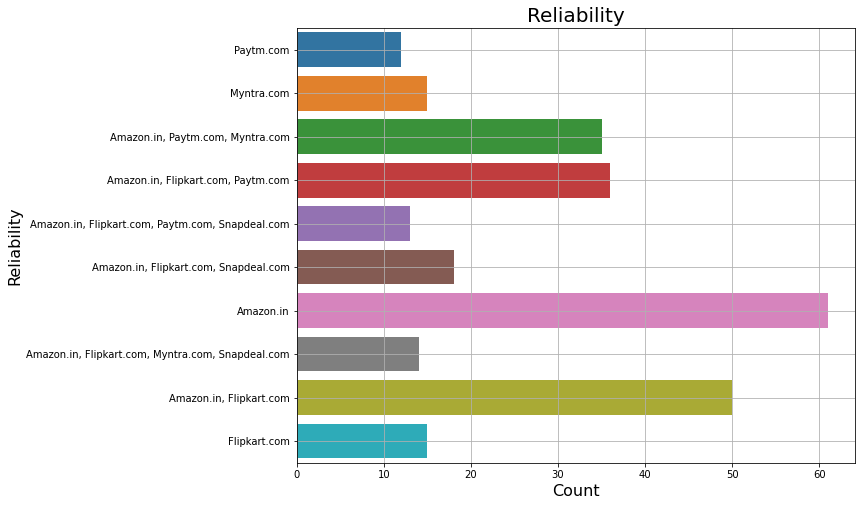 Reliability
Paytm.com
Myntra.com
Amazon.in, Paytm.com, Myntra.com
Amazon.in, Flipkart.com, Paytm.com
Amazon.in, Flipkart.com, Paytm.com, Snapdeal.com
Amazon.in, Flipkart.com, Snapdeal.com
Amazon.in
Amazon.in, Flipkart.com, Myntra.com, Snapdeal.com
Amazon.in, Flipkart.com
Flipkart.com
Reliability
0 10 20 30 40 50 60
Count